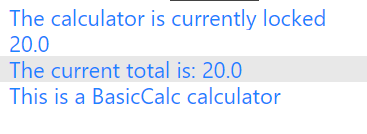 The calculator is currently locked
20.0
The current total is: 20.0
This is a BasicCalc calculator